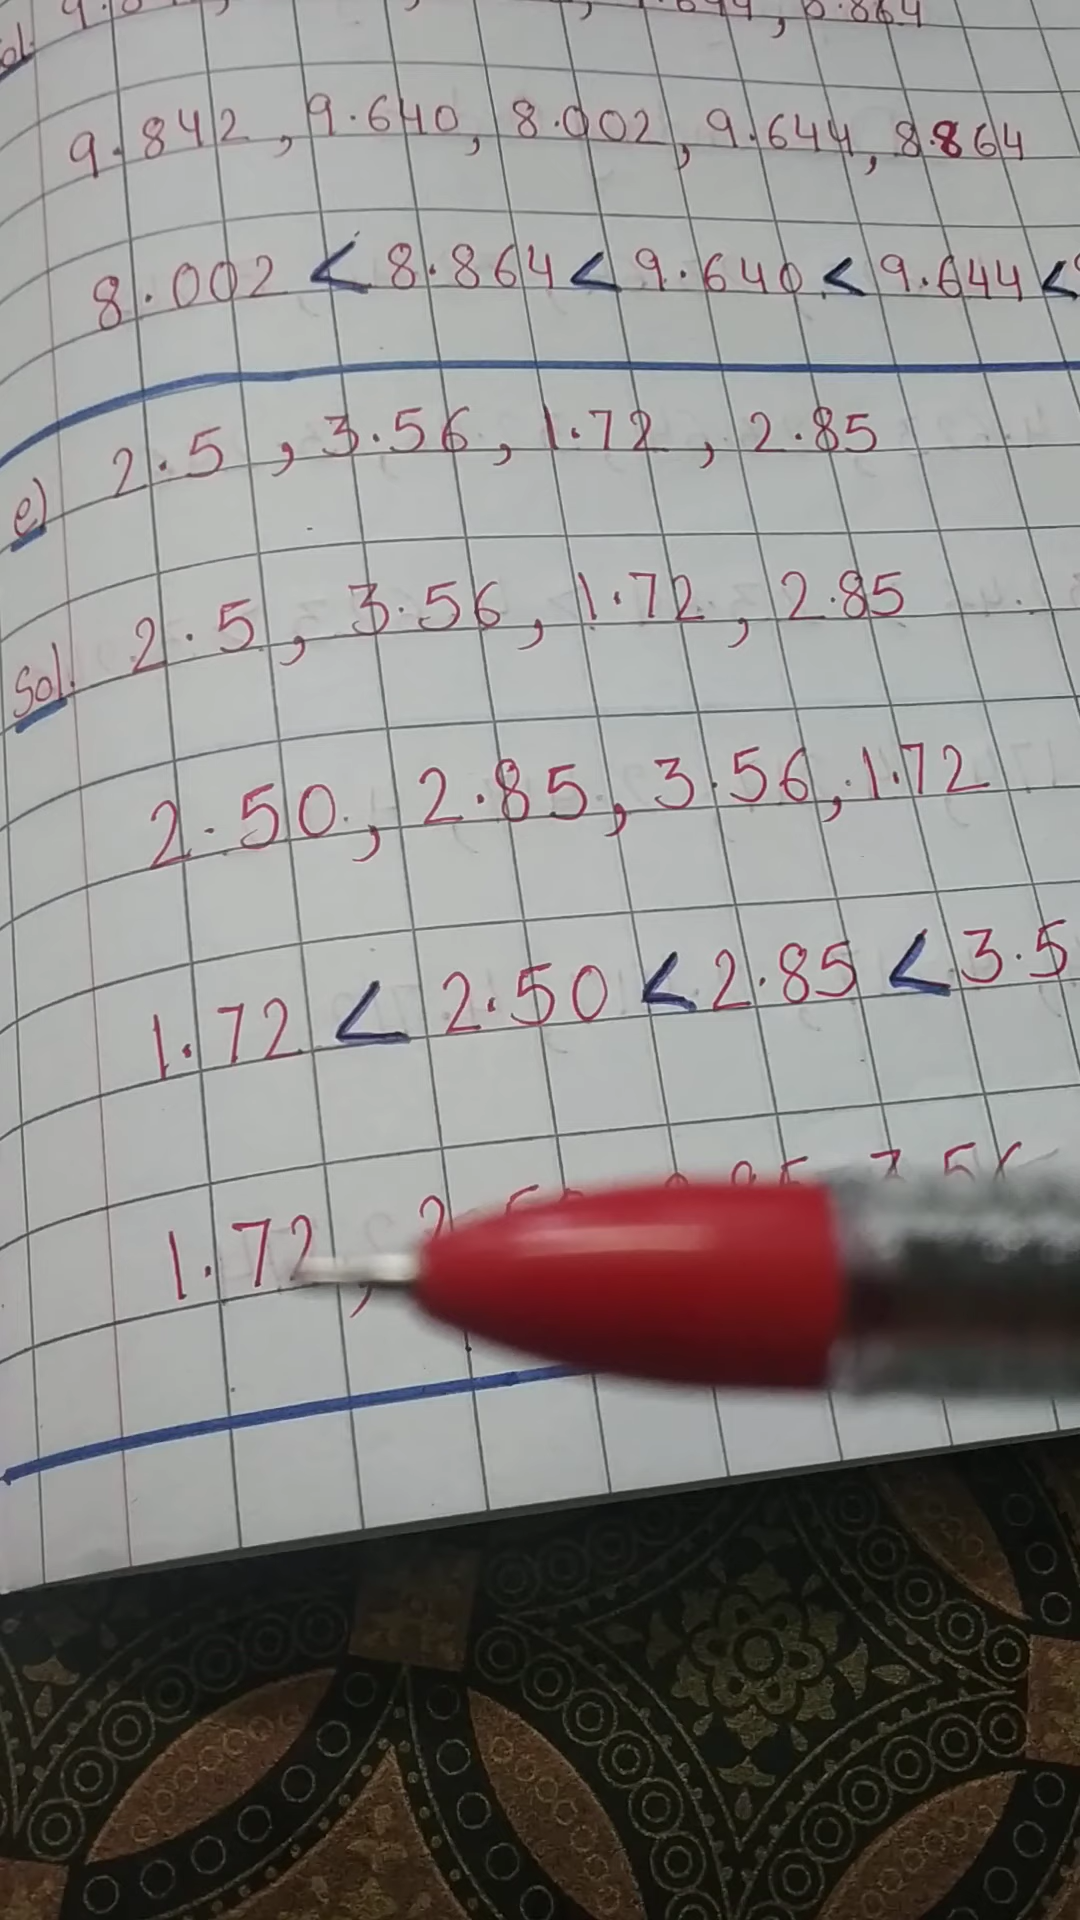 9.842, 9.640, 8.002, 9.644, 8.864
8.002 < 8.864 < 9.640 < 9.644 <
e) 2.5, 3.56, 1.72, 2.85
Sol. 2.5, 3.56, 1.72, 2.85
2.50, 2.85, 3.56, 1.72
1.72 < 2.50 < 2.85 < 3.5
1.72,